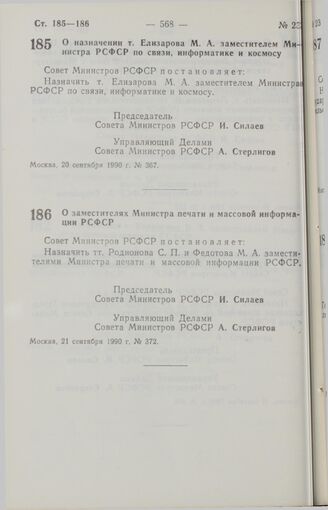 Ст. 185—186 — 568 — № 22
185 О назначении т. Елизарова М. А. заместителем Ми-
нистра РСФСР по связи, информатике и космосу
Совет Министров РСФСР постановляет:
Назначить т. Елизарова М. А. заместителем Министра
РСФСР по связи, информатике и космосу.
Председатель
Совета Министров РСФСР И. Силаев
Управляющий Делами
Совета Министров РСФСР А. Стерлигов
Москва, 20 сентября 1990 г. № 367.
186 О заместителях Министра печати и массовой информа-
ции РСФСР
Совет Министров РСФСР постановляет:
Назначить тт. Родионова С. П. и Федотова М. А. замести-
телями Министра печати и массовой информации РСФСР.
Председатель
Совета Министров РСФСР И. Силаев
Управляющий Делами
Совета Министров РСФСР А. Стерлигов
Москва, 21 сентября 1990 г. № 372.